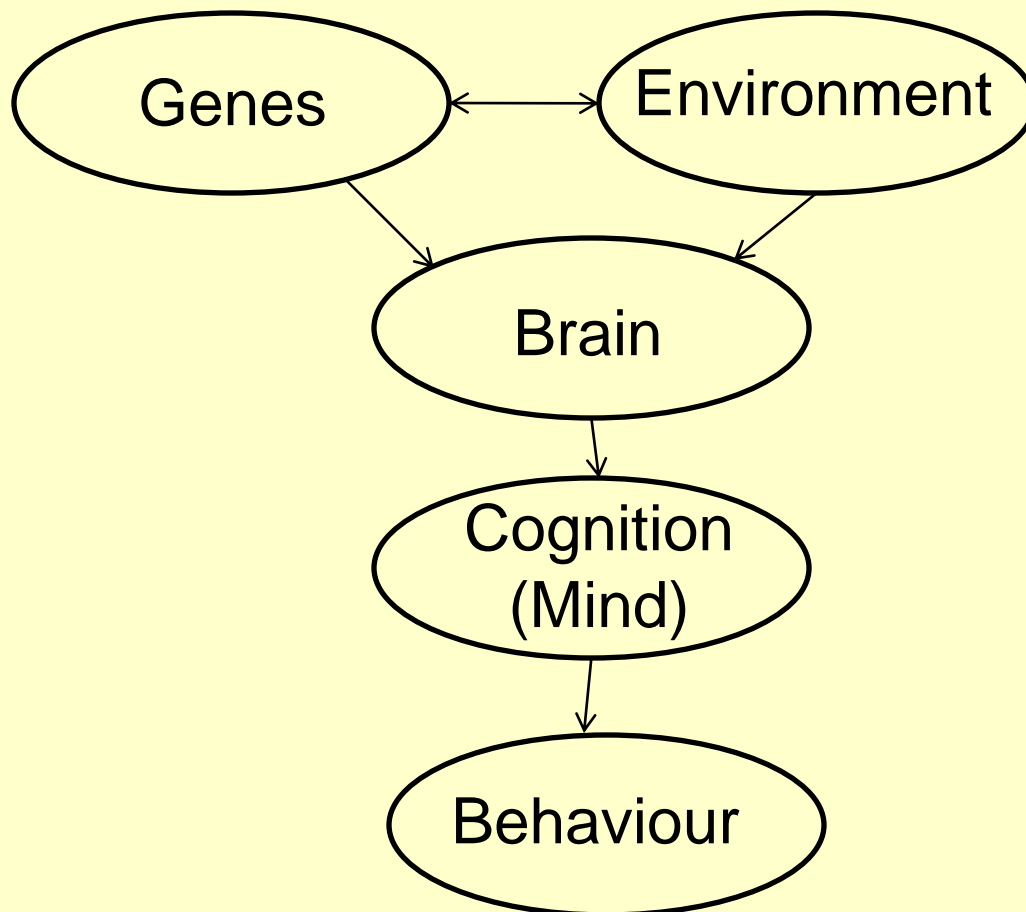 Genes
Environment
Brain
Cognition
(Mind)
Behaviour